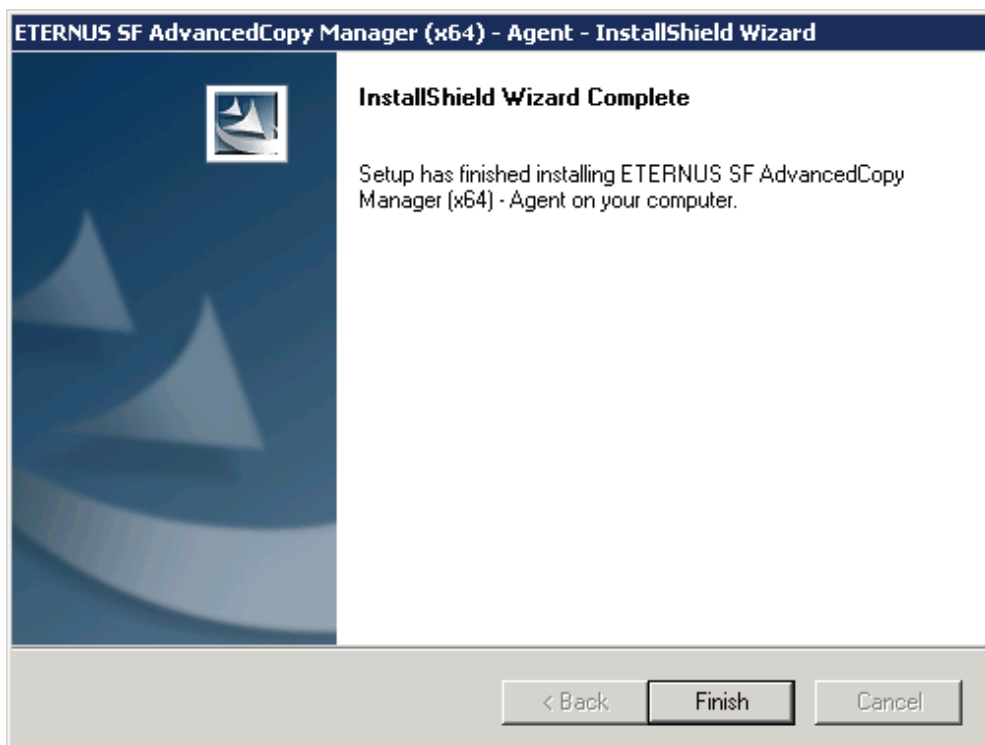 ETERNUS SF AdvancedCopy Manager (x64) - Agent - InstallShield Wizard
InstallShield Wizard Complete
Setup has finished installing ETERNUS SF AdvancedCopy
Manager (x64) - Agent on your computer.
< Back Finish Cancel